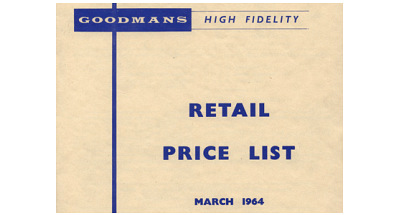 GOODMANS HIGH FIDELITY
RETAIL
PRICE LIST
MARCH 1964